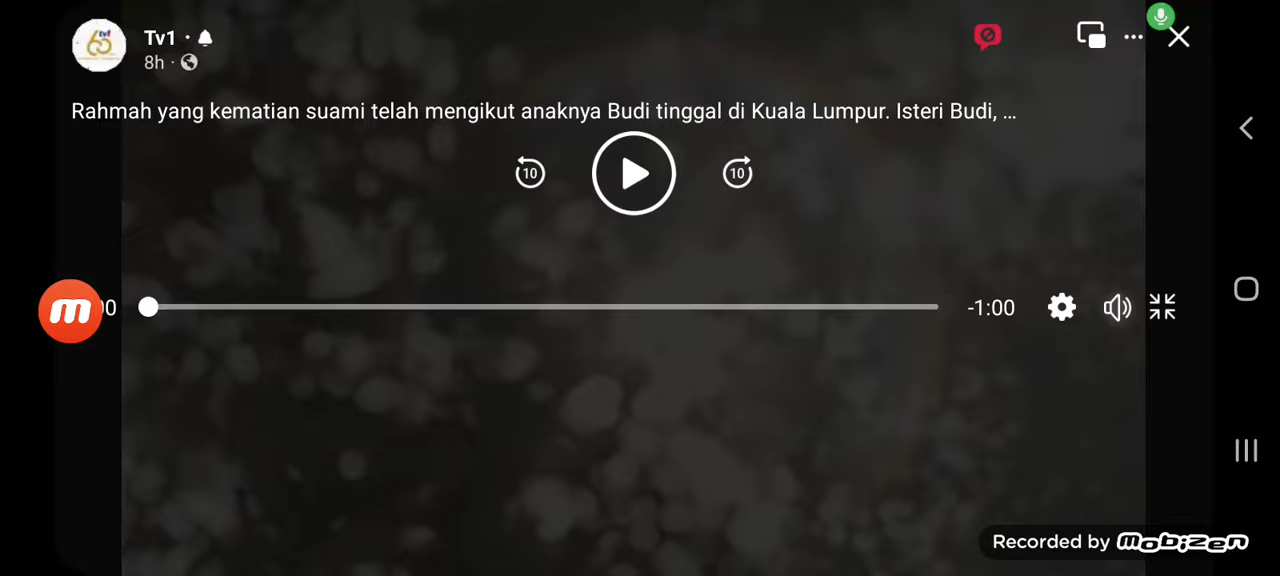 Tv1 ·
8h ·
Rahmah yang kematian suami telah mengikut anaknya Budi tinggal di Kuala Lumpur. Isteri Budi, ...
10 10
-1:00
Recorded by mobizen